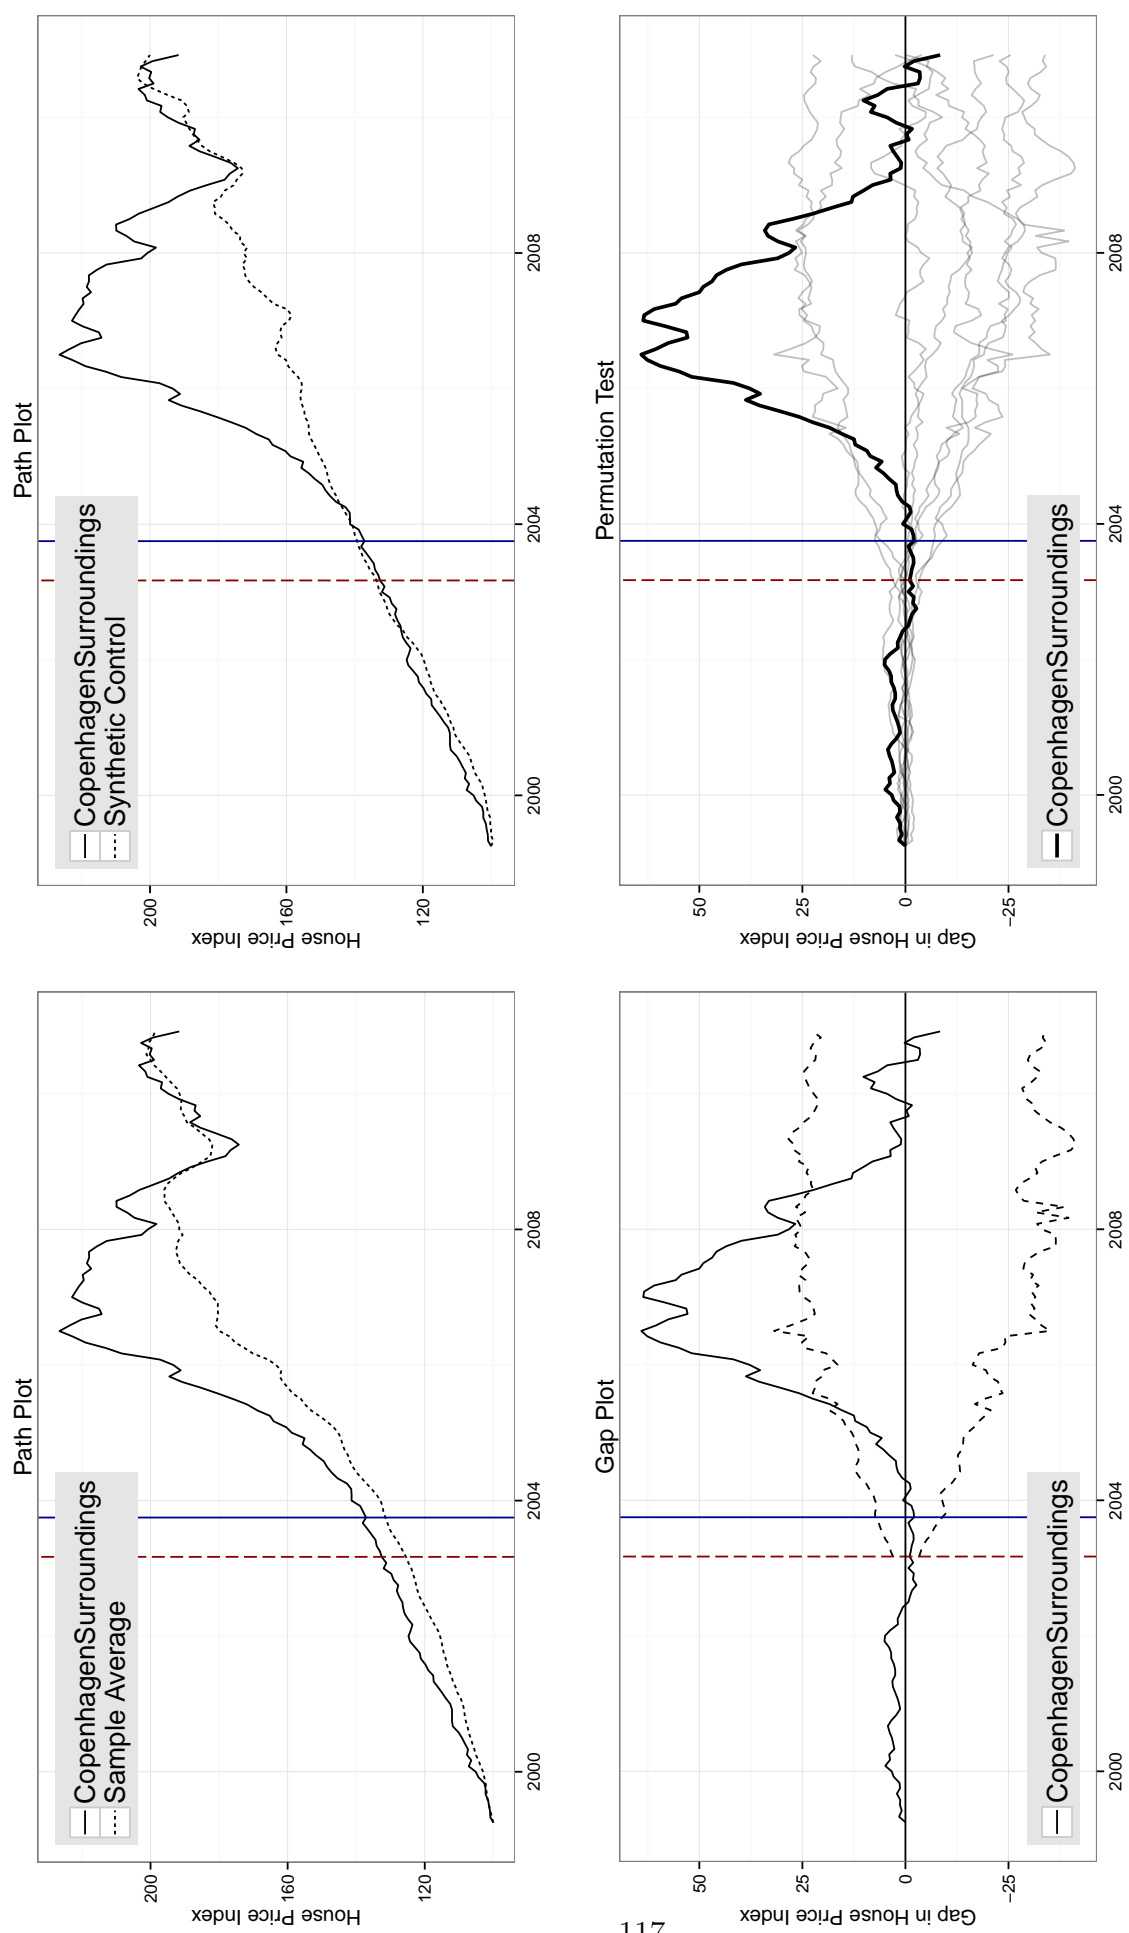 Path Plot
House Price Index
200
160
120
2000
2004
2008
CopenhagenSurroundings
Sample Average
Path Plot
House Price Index
200
160
120
2000
2004
2008
CopenhagenSurroundings
Synthetic Control
Gap Plot
Gap in House Price Index
50
25
0
−25
2000
2004
2008
CopenhagenSurroundings
Permutation Test
Gap in House Price Index
50
25
0
−25
2000
2004
2008
CopenhagenSurroundings
117